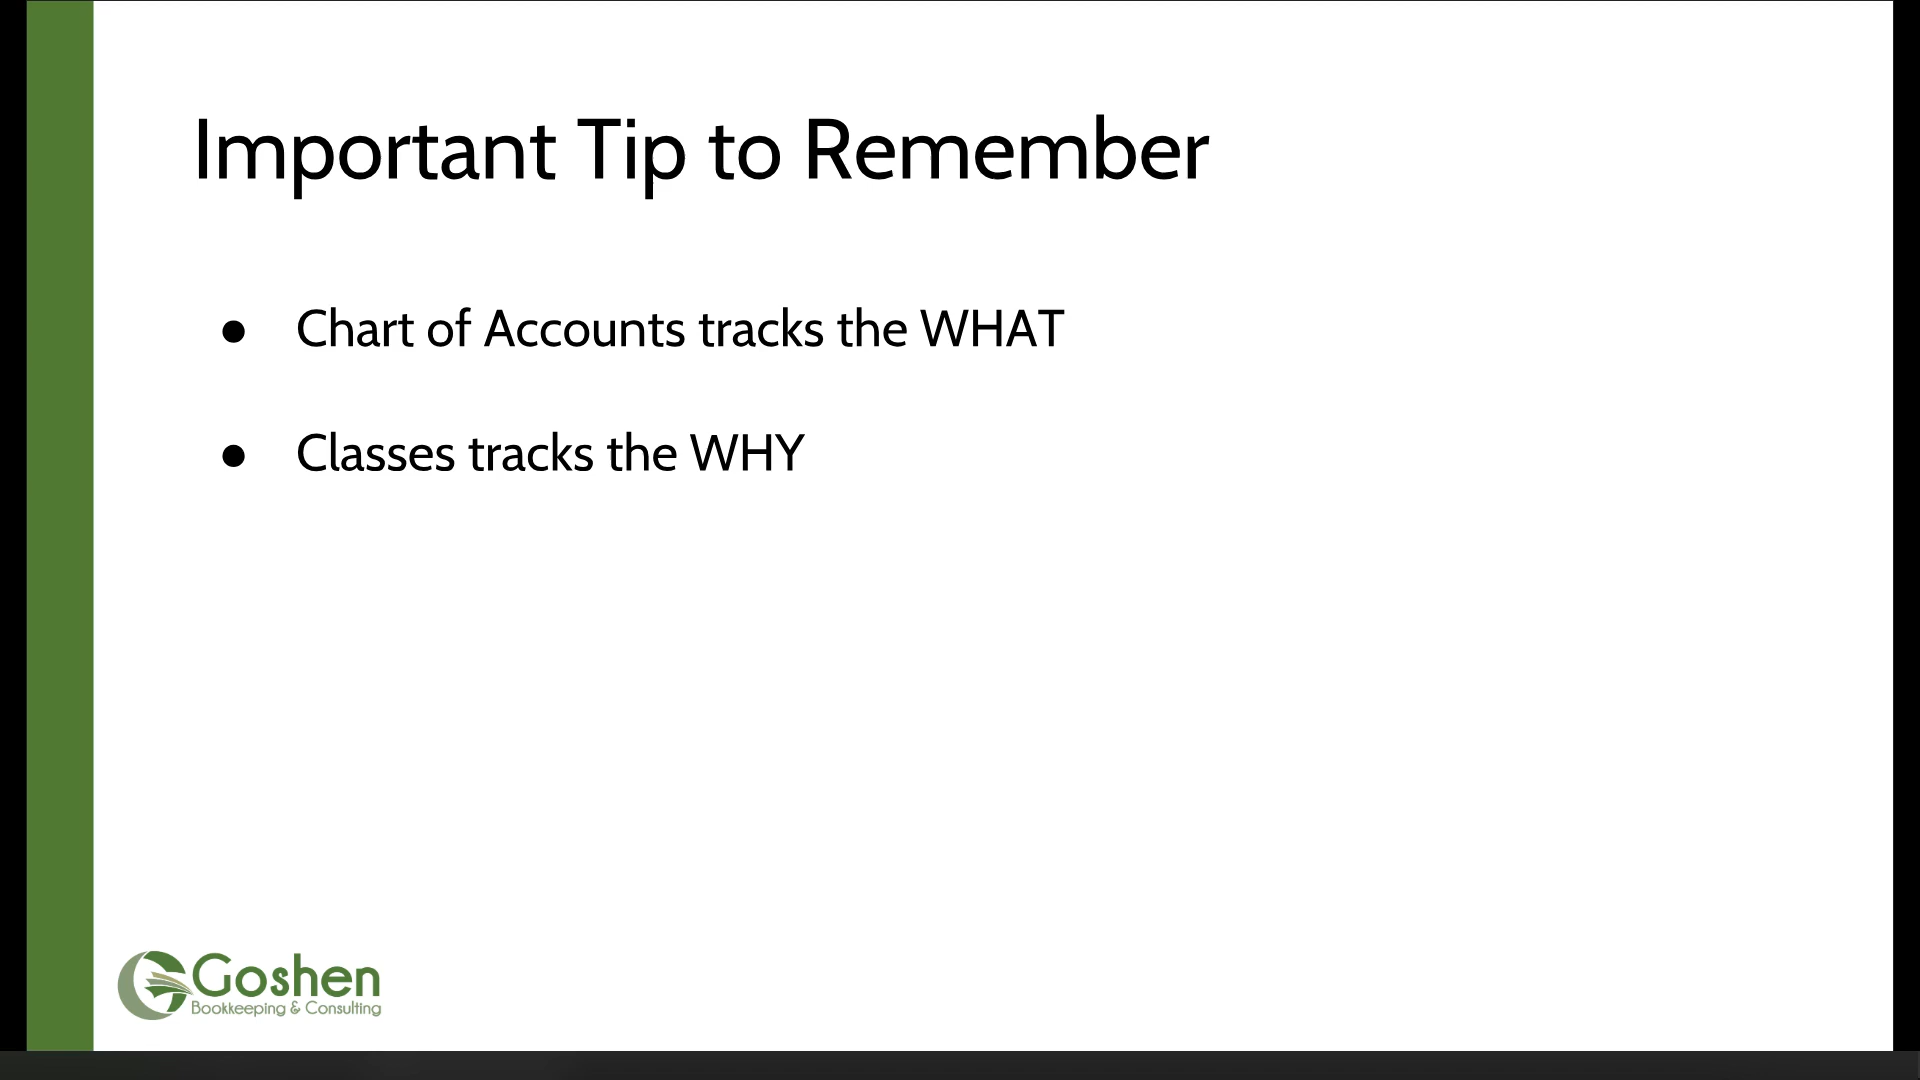 Important Tip to Remember
● Chart of Accounts tracks the WHAT
● Classes tracks the WHY
Goshen
Bookkeeping & Consulting